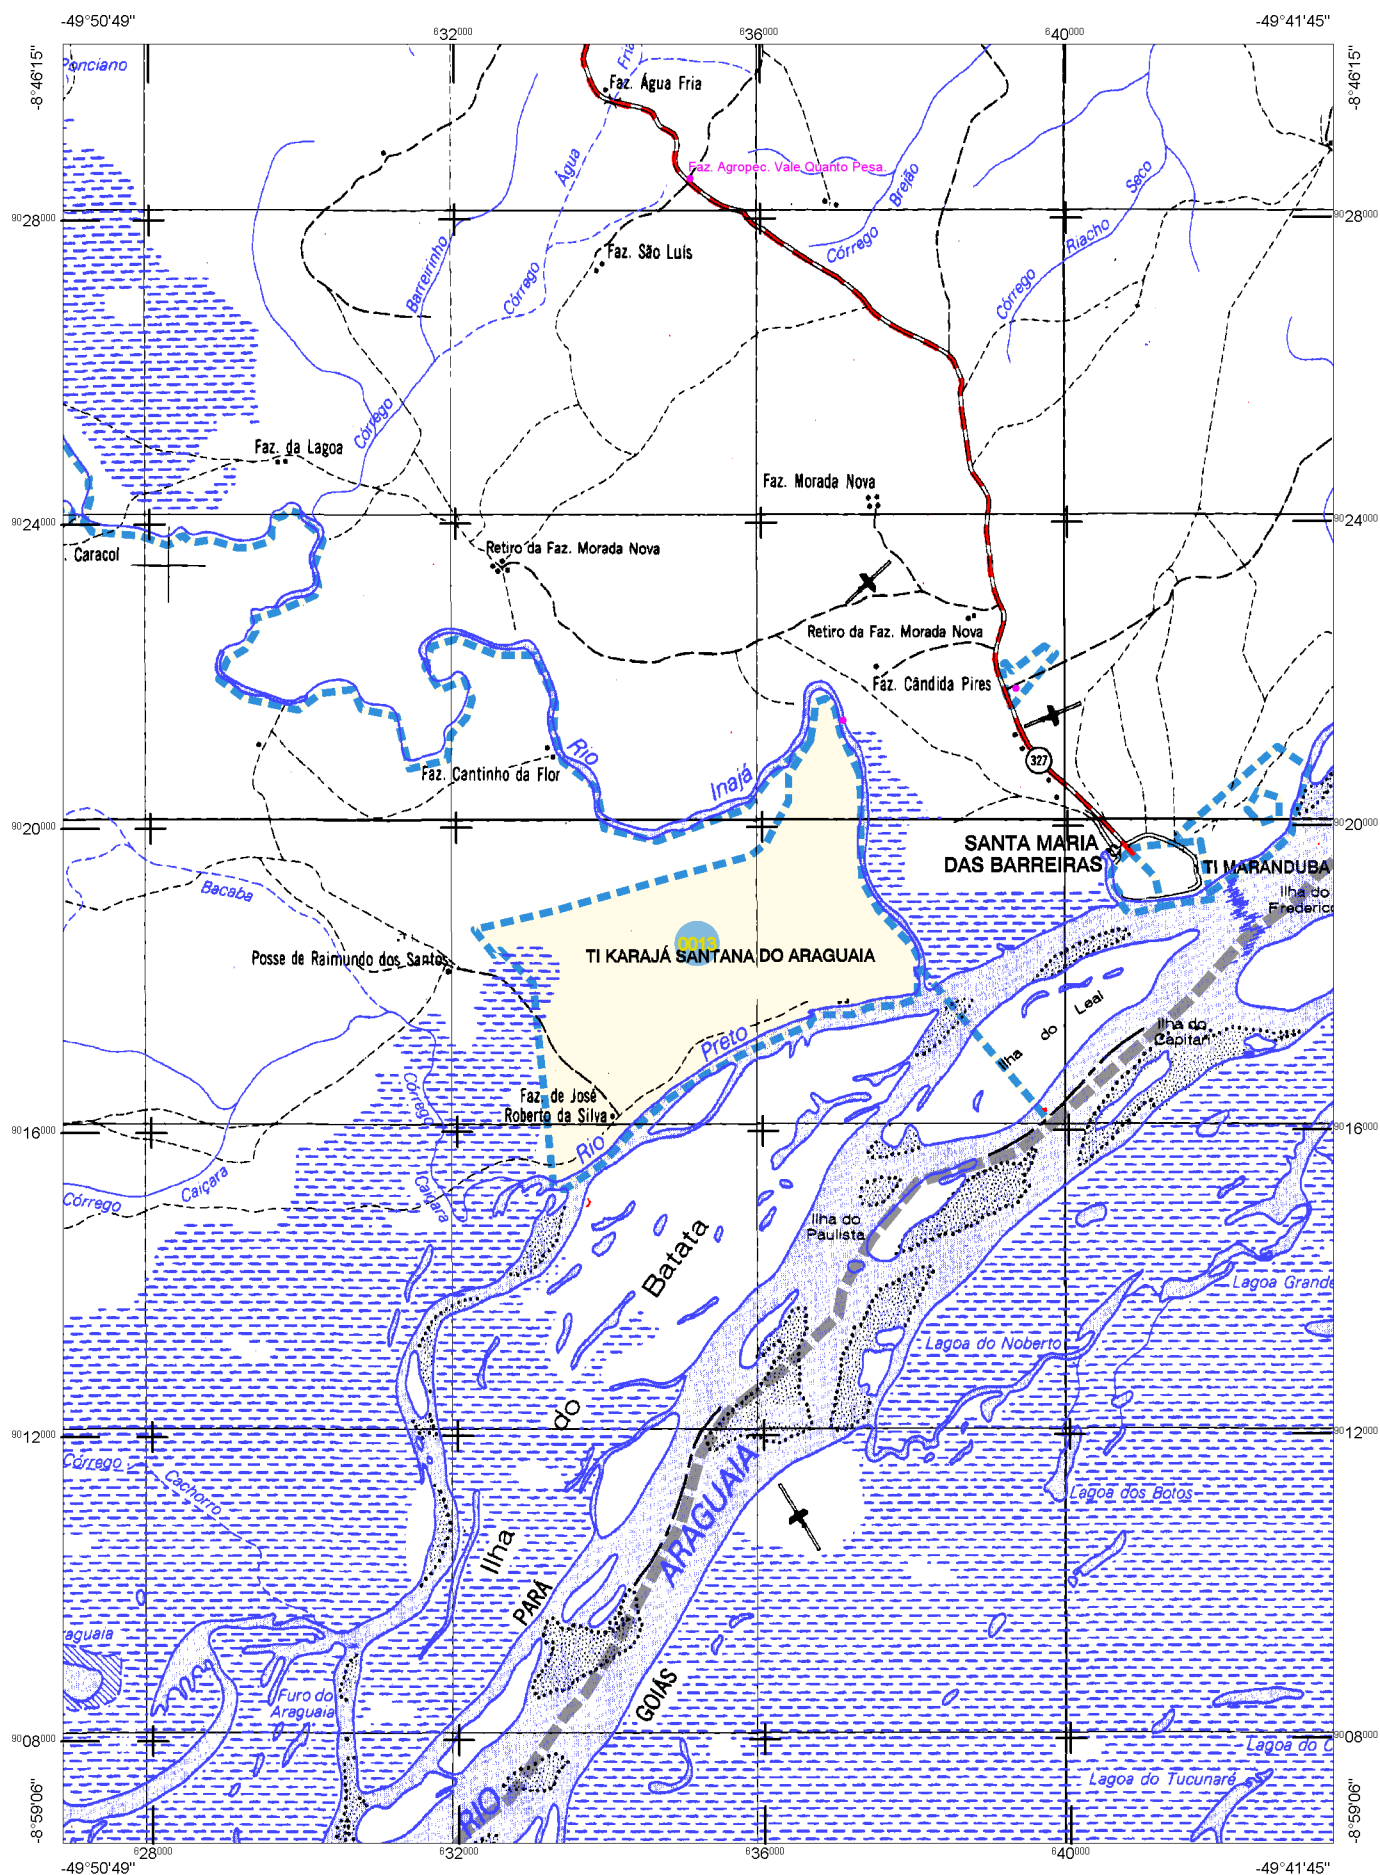 -49°50'49"
632000
636000
640000
-49°41'45"
-8°46'15"
-8°46'15"
Ponciano
Fria
Faz. Água Fria
Água
Faz. Agropec. Vale Quanto Pesa.
Brejão
Seco
9028000
9028000
Córrego
Riacho
Faz. São Luís
Barreirinho
Córrego
Córrego
Córrego
Faz. da Lagoa
Faz. Morada Nova
9024000
9024000
. Caracol
Retiro da Faz. Morada Nova
Retiro da Faz. Morada Nova
Faz. Cândida Pires
Rio
Inajá
327
Faz. Cantinho da Flor
9020000
9020000
SANTA MARIA
DAS BARREIRAS
TI MARANDUBA
Bacaba
Ilha do
Frederico
0013
TI KARAJÁ SANTANA DO ARAGUAIA
Posse de Raimundo dos Santos
Ilha do Leal
Preto
Ilha do
Capitari
Córrego
Faz. de José
Roberto da Silva
Rio
9016000
9016000
Caiçara
Córrego
Caiçara
Ilha do
Paulista
Batata
Lagoa Grande
Lagoa do Noberto
do
9012000
9012000
Córrego
Cachorro
ARAGUAIA
Lagoa dos Botos
Ilha
PARÁ
aguaia
Furo do
Araguaia
GOIÁS
9008000
9008000
Lagoa do
Lagoa do Tucunaré
RIO
-8°59'06"
-8°59'06"
-49°50'49"
628000
632000
636000
640000
-49°41'45"